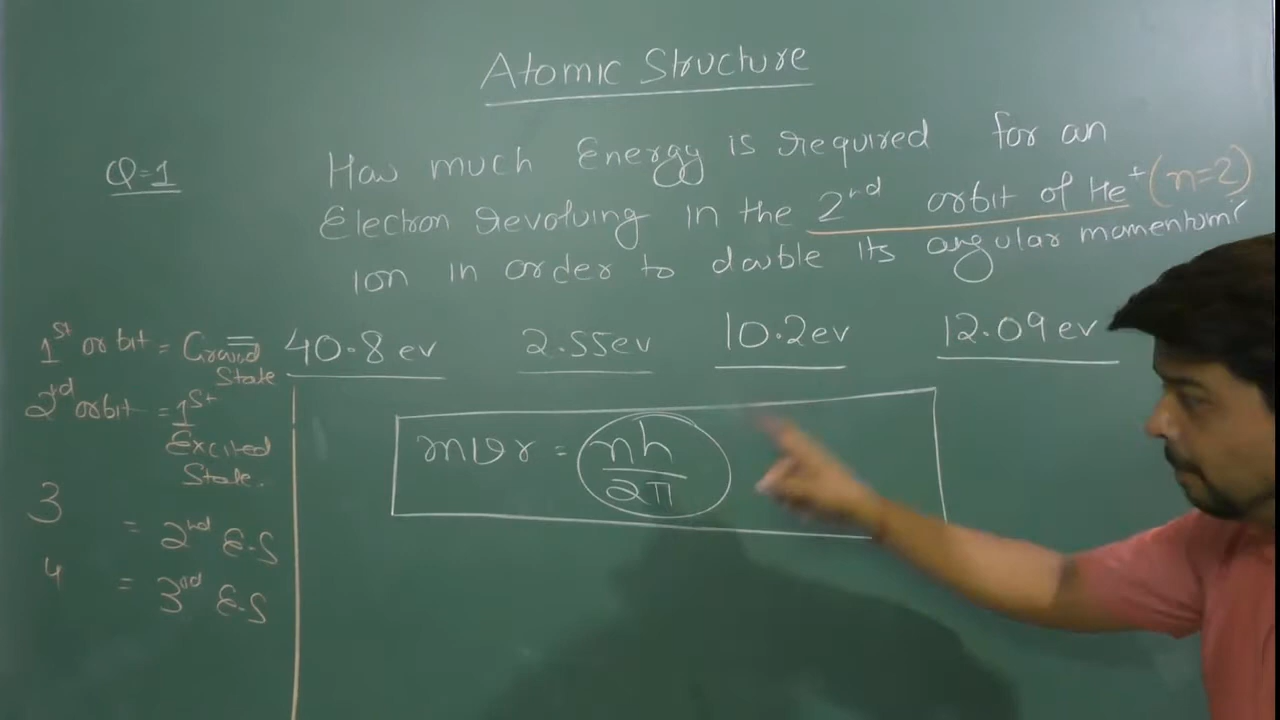 Atomic Structure
Q=1
How much Energy is required for an
Electron revolving in the 2rd orbit of He+ (n=2)
Ion in order to double its angular momentum?
40.8 ev 2.55ev 10.2ev 12.09 ev
1st orbit = Ground State
2rd orbit = 1st Excited State.
3 = 2nd E-S
4 = 3rd E-S
mvr = nh
2π